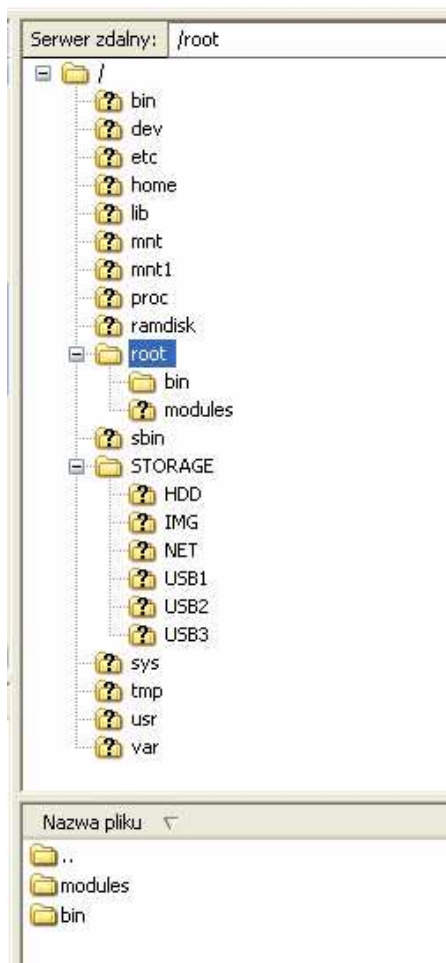 Serwer zdalny: /root
/
bin
dev
etc
home
lib
mnt
mnt1
proc
ramdisk
root
bin
modules
sbin
STORAGE
HDD
IMG
NET
USB1
USB2
USB3
sys
tmp
usr
var
Nazwa pliku
..
modules
bin